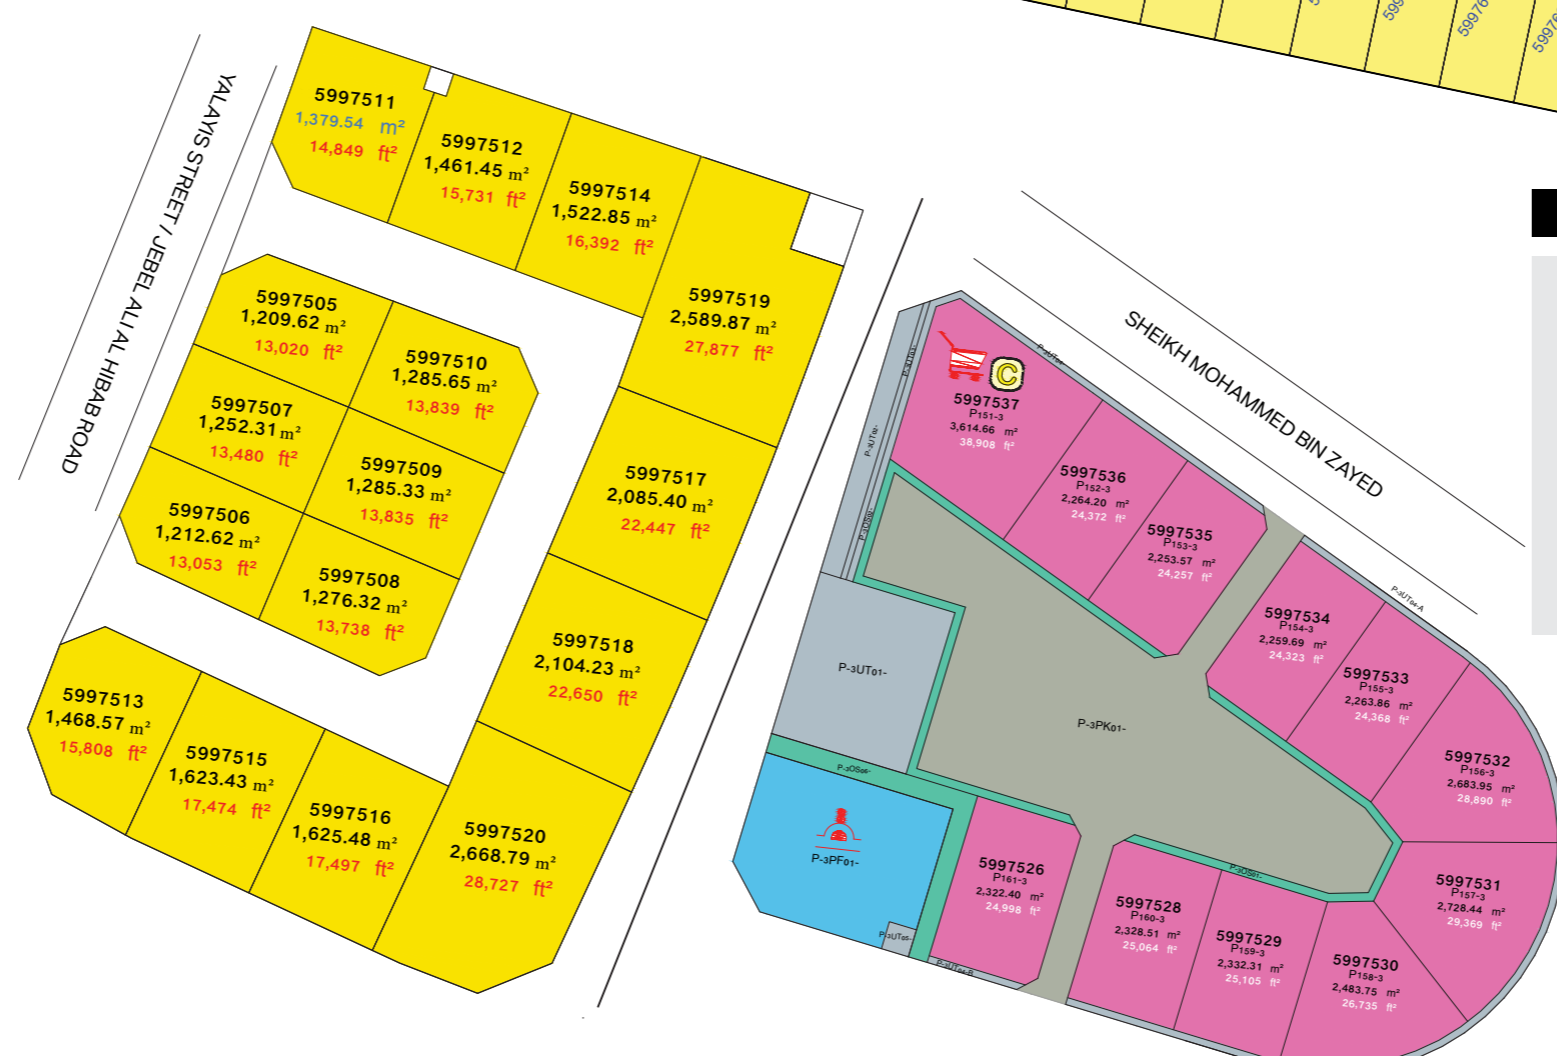 YALAYIS STREET / JEBEL ALI AL HIBAB ROAD
5997511
1,379.54 m²
14,849 ft²
5997512
1,461.45 m²
15,731 ft²
5997514
1,522.85 m²
16,392 ft²
5997519
2,589.87 m²
27,877 ft²
5997505
1,209.62 m²
13,020 ft²
5997510
1,285.65 m²
13,839 ft²
5997507
1,252.31 m²
13,480 ft²
5997509
1,285.33 m²
13,835 ft²
5997506
1,212.62 m²
13,053 ft²
5997508
1,276.32 m²
13,738 ft²
5997517
2,085.40 m²
22,447 ft²
5997518
2,104.23 m²
22,650 ft²
5997513
1,468.57 m²
15,808 ft²
5997515
1,623.43 m²
17,474 ft²
5997516
1,625.48 m²
17,497 ft²
5997520
2,668.79 m²
28,727 ft²
SHEIKH MOHAMMED BIN ZAYED
C
5997537
P151-3
3,614.66 m²
38,908 ft²
5997536
P152-3
2,264.20 m²
24,372 ft²
5997535
P153-3
2,253.57 m²
24,257 ft²
5997534
P154-3
2,259.69 m²
24,323 ft²
5997533
P155-3
2,263.86 m²
24,368 ft²
5997532
P156-3
2,683.95 m²
28,890 ft²
5997531
P157-3
2,728.44 m²
29,369 ft²
5997530
P158-3
2,483.75 m²
26,735 ft²
5997529
P159-3
2,332.31 m²
25,105 ft²
5997528
P160-3
2,328.51 m²
25,064 ft²
5997526
P161-3
2,322.40 m²
24,998 ft²
P-3UT02-
P-3UT04-A
P-3UT01-
P-3PK01-
P-3OS01-
P-3PF01-
P-3UT05-
P-3UT04-B